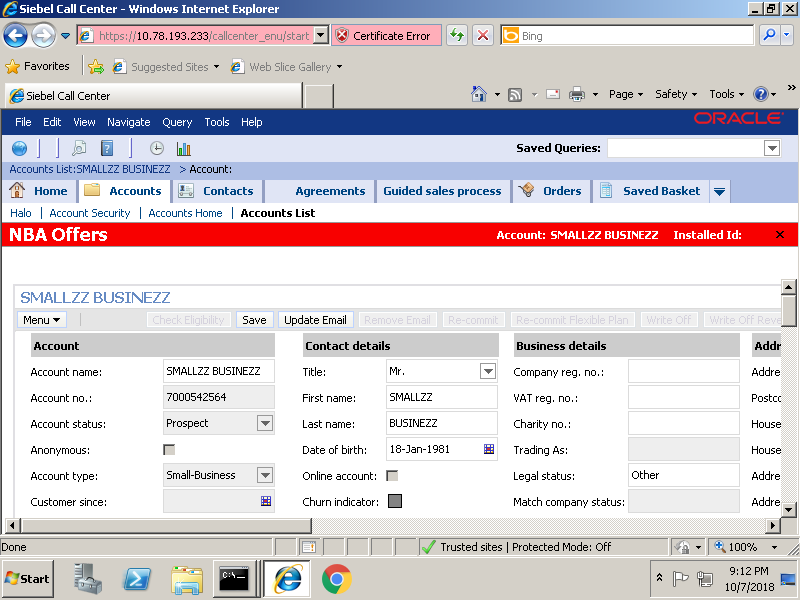 Siebel Call Center - Windows Internet Explorer
https://10.78.193.233/callcenter_enu/start
Certificate Error
Bing
Favorites
Suggested Sites
Web Slice Gallery
Siebel Call Center
Page
Safety
Tools
»
File Edit View Navigate Query Tools Help
ORACLE
Saved Queries:
Accounts List:SMALLZZ BUSINEZZ > Account:
Home Accounts Contacts Agreements Guided sales process Orders Saved Basket
Halo | Account Security | Accounts Home | Accounts List
NBA Offers
Account: SMALLZZ BUSINEZZ Installed Id:
SMALLZZ BUSINEZZ
Menu Check Eligibility Save Update Email Remove Email Re-commit Re-commit Flexible Plan Write Off Write Off Reve
Account Contact details Business details Addr
Account name: SMALLZZ BUSINEZZ Title: Mr. Company reg. no.: Addre
Account no.: 7000542564 First name: SMALLZZ VAT reg. no.: Postco
Account status: Prospect Last name: BUSINEZZ Charity no.: House
Anonymous: Date of birth: 18-Jan-1981 Trading As: House
Account type: Small-Business Online account: Legal status: Other Addre
Customer since: Churn indicator: Match company status: Addre
Done
Trusted sites | Protected Mode: Off
100%
Start
C:\.
9:12 PM
10/7/2018